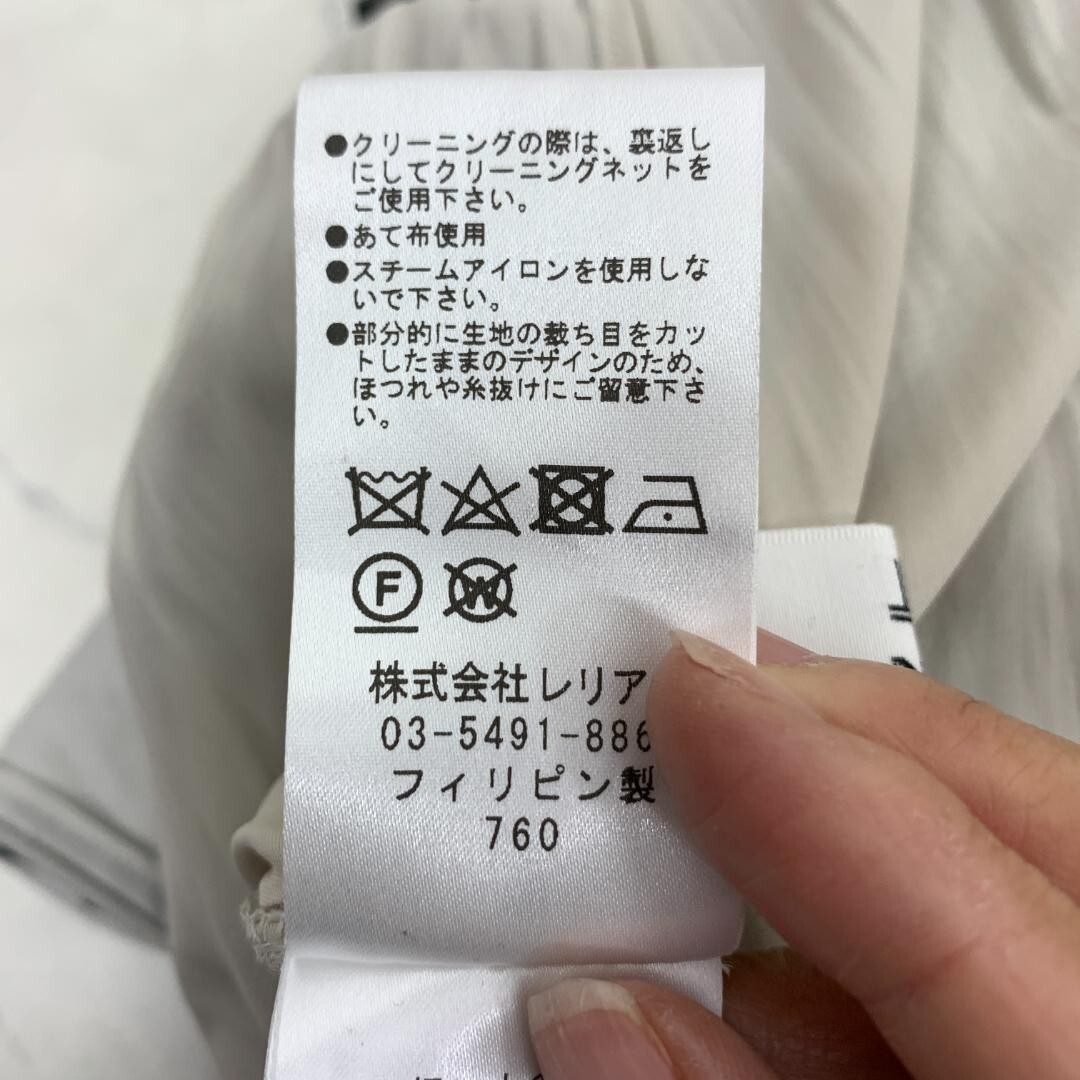 ●クリーニングの際は、裏返し
にしてクリーニングネットを
ご使用下さい。
●あて布使用
●スチームアイロンを使用しな
いで下さい。
●部分的に生地の裁ち目をカッ
トしたままのデザインのため、
ほつれや糸抜けにご留意下さ
い。
F
W
株式会社レリア
03-5491-886
フィリピン製
760